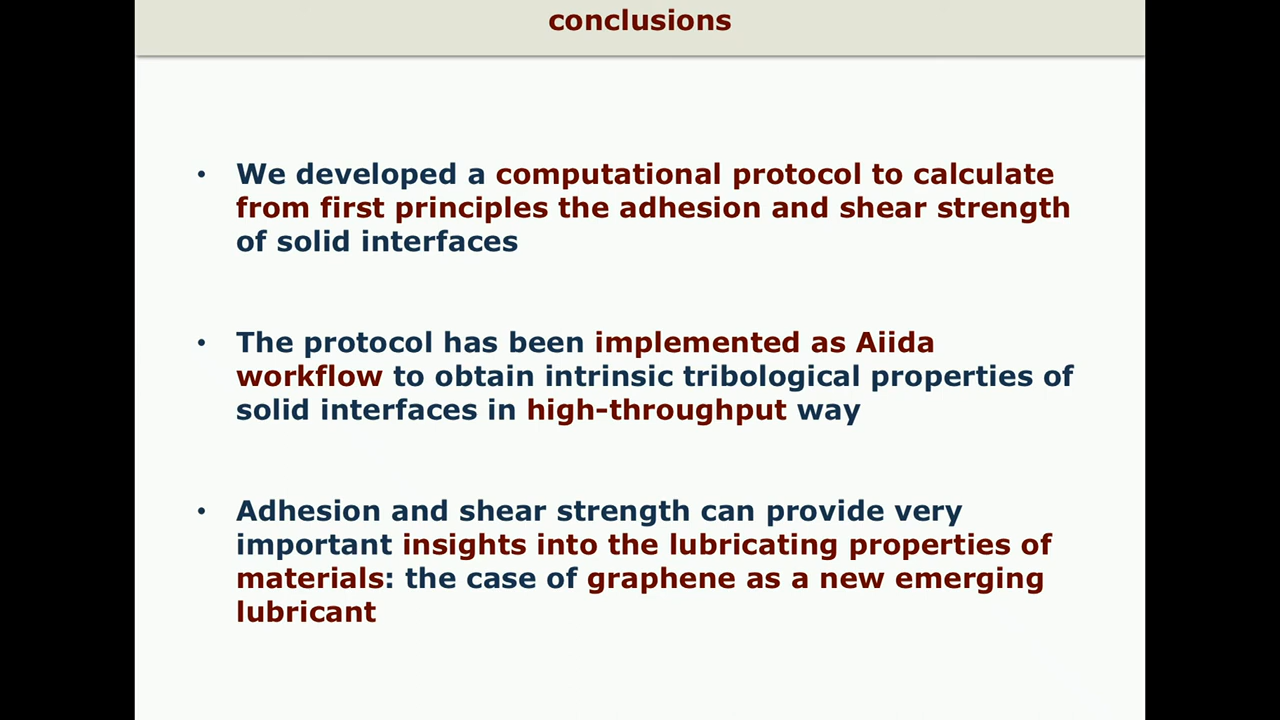 conclusions
• We developed a computational protocol to calculate
from first principles the adhesion and shear strength
of solid interfaces
• The protocol has been implemented as Aiida
workflow to obtain intrinsic tribological properties of
solid interfaces in high-throughput way
• Adhesion and shear strength can provide very
important insights into the lubricating properties of
materials: the case of graphene as a new emerging
lubricant